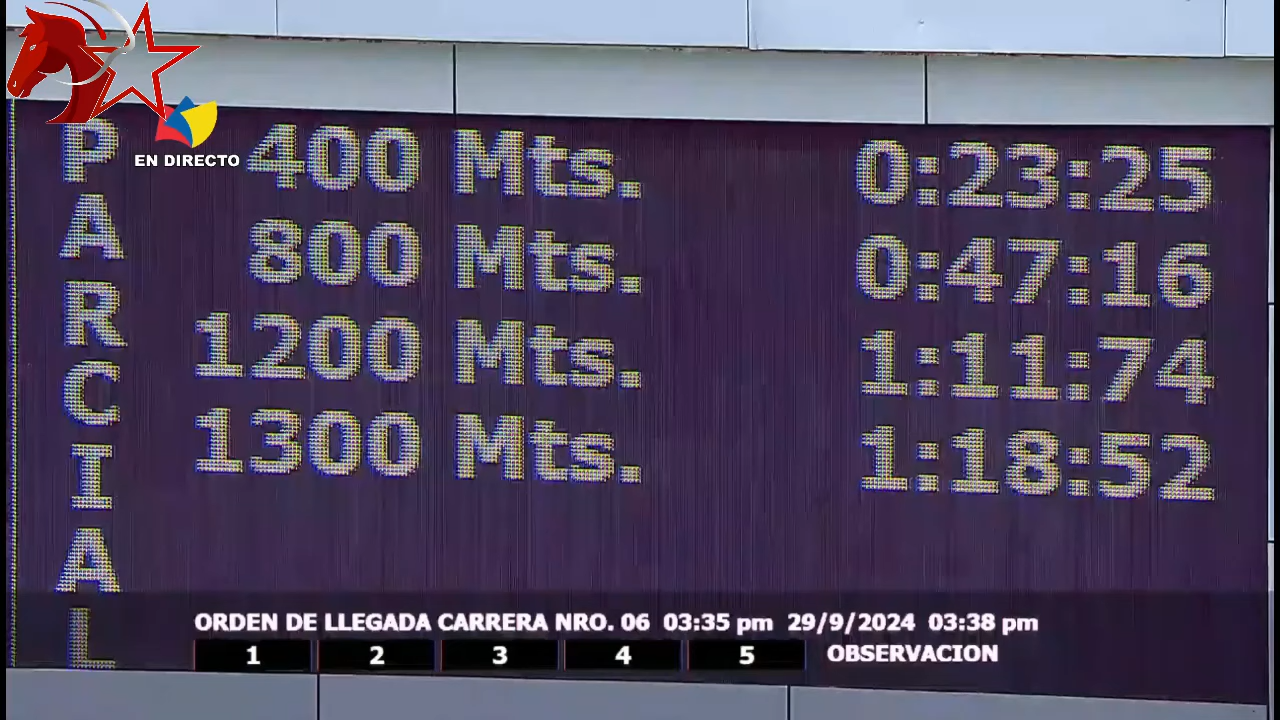 EN DIRECTO
PARCIAL
400 Mts. 0:23:25
800 Mts. 0:47:16
1200 Mts. 1:11:74
1300 Mts. 1:18:52
ORDEN DE LLEGADA CARRERA NRO. 06 03:35 pm 29/9/2024 03:38 pm
1 2 3 4 5 OBSERVACION